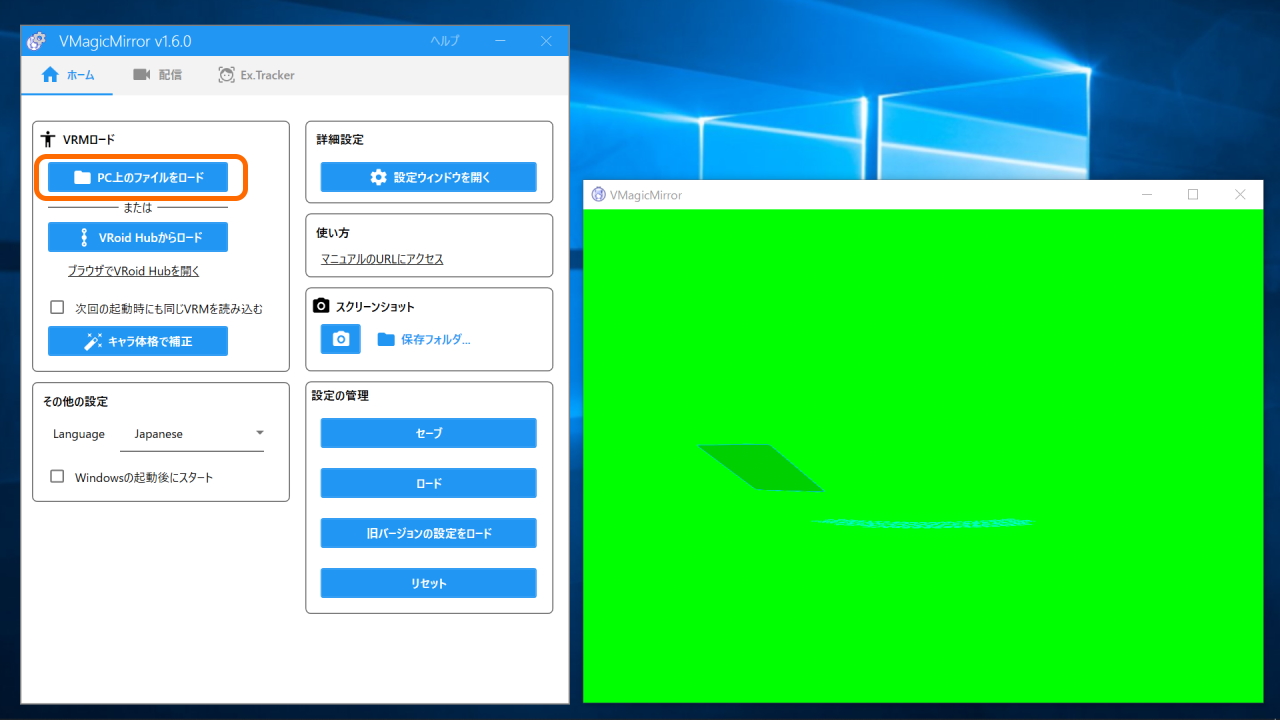 VMagicMirror v1.6.0
ヘルプ
ホーム
配信
Ex.Tracker
VRMロード
PC上のファイルをロード
または
VRoid Hubからロード
ブラウザでVRoid Hubを開く
次回の起動時にも同じVRMを読み込む
キャラ体格で補正
その他の設定
Language
Japanese
Windowsの起動後にスタート
詳細設定
設定ウィンドウを開く
使い方
マニュアルのURLにアクセス
スクリーンショット
保存フォルダ...
設定の管理
セーブ
ロード
旧バージョンの設定をロード
リセット
VMagicMirror